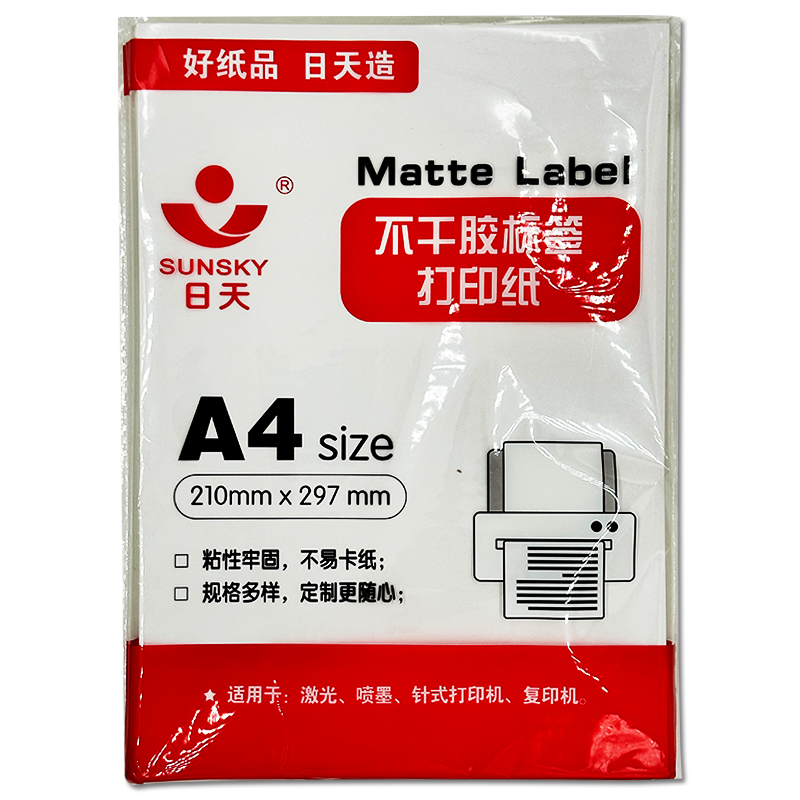 好纸品 日天造
Matte Label
®
不干胶标签
打印纸
SUNSKY
日天
A4 size
210mm x 297 mm
□ 粘性牢固，不易卡纸；
□ 规格多样，定制更随心；
★ 适用于：激光、喷墨、针式打印机、复印机。